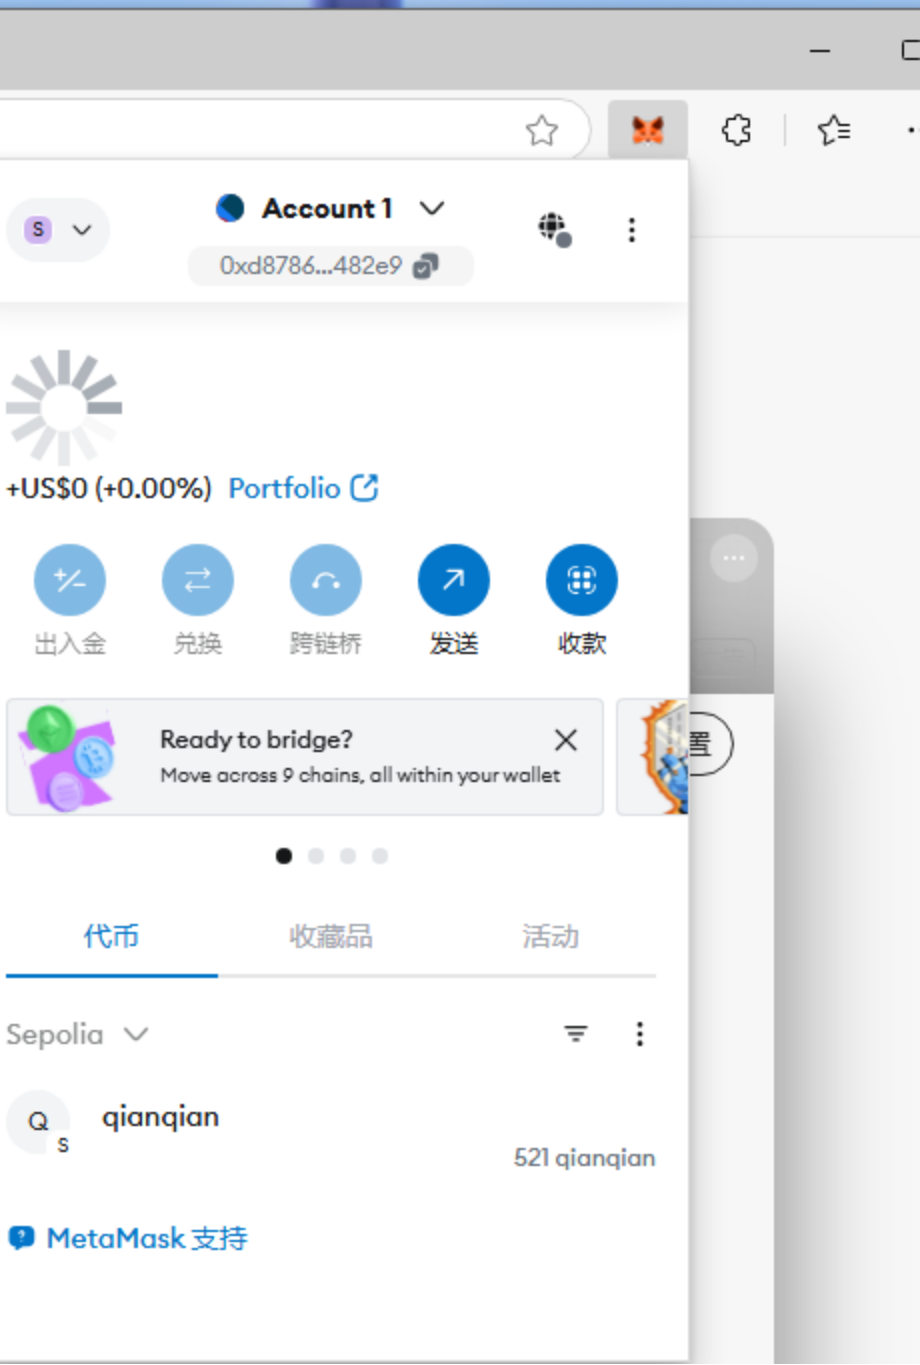 S
Account 1
0xd8786...482e9
+US$0 (+0.00%) Portfolio
出入金
兑换
跨链桥
发送
收款
Ready to bridge?
Move across 9 chains, all within your wallet
置
代币
收藏品
活动
Sepolia
Q
S
qianqian
521 qianqian
MetaMask 支持